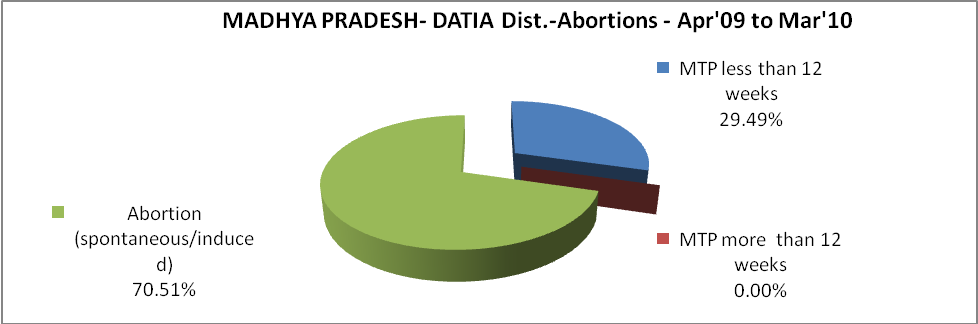 MADHYA PRADESH- DATIA Dist.-Abortions - Apr'09 to Mar'10
MTP less than 12
weeks
29.49%
Abortion
(spontaneous/induce
d)
70.51%
MTP more than 12
weeks
0.00%